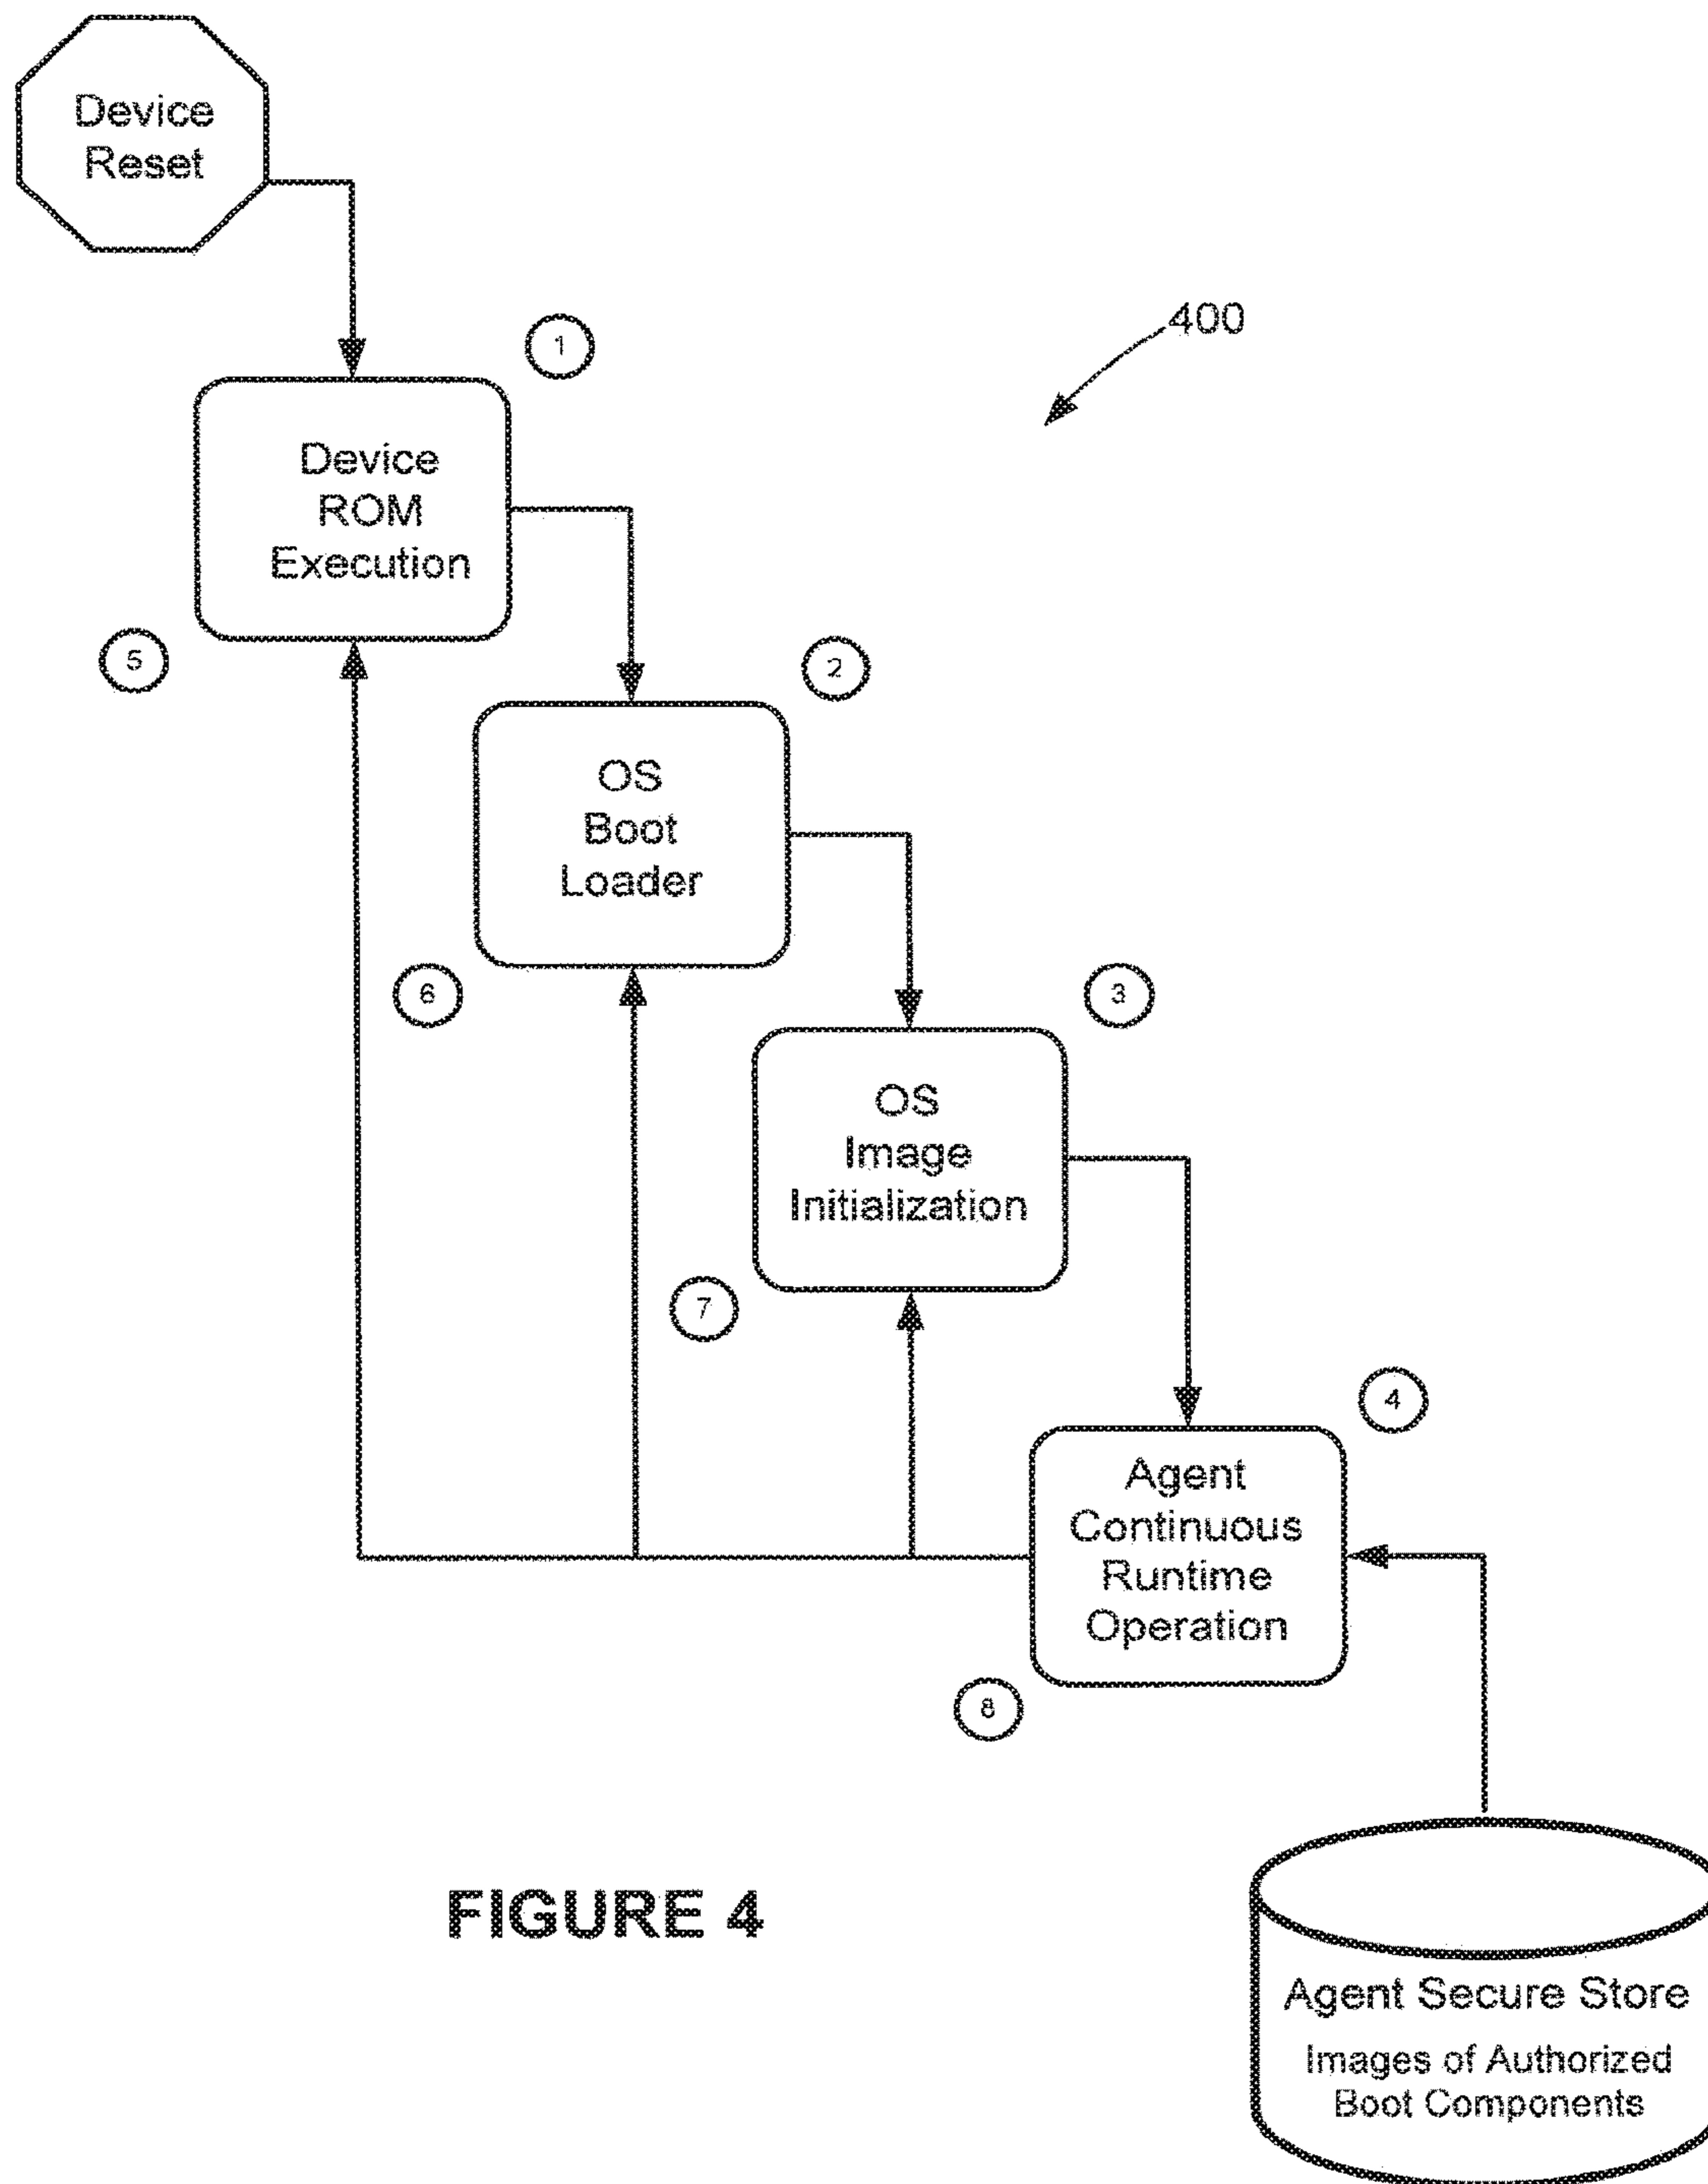 Device
Reset
400
1
Device
ROM
Execution
5
2
OS
Boot
Loader
6
3
OS
Image
Initialization
7
4
Agent
Continuous
Runtime
Operation
8
FIGURE 4
Agent Secure Store
Images of Authorized
Boot Components